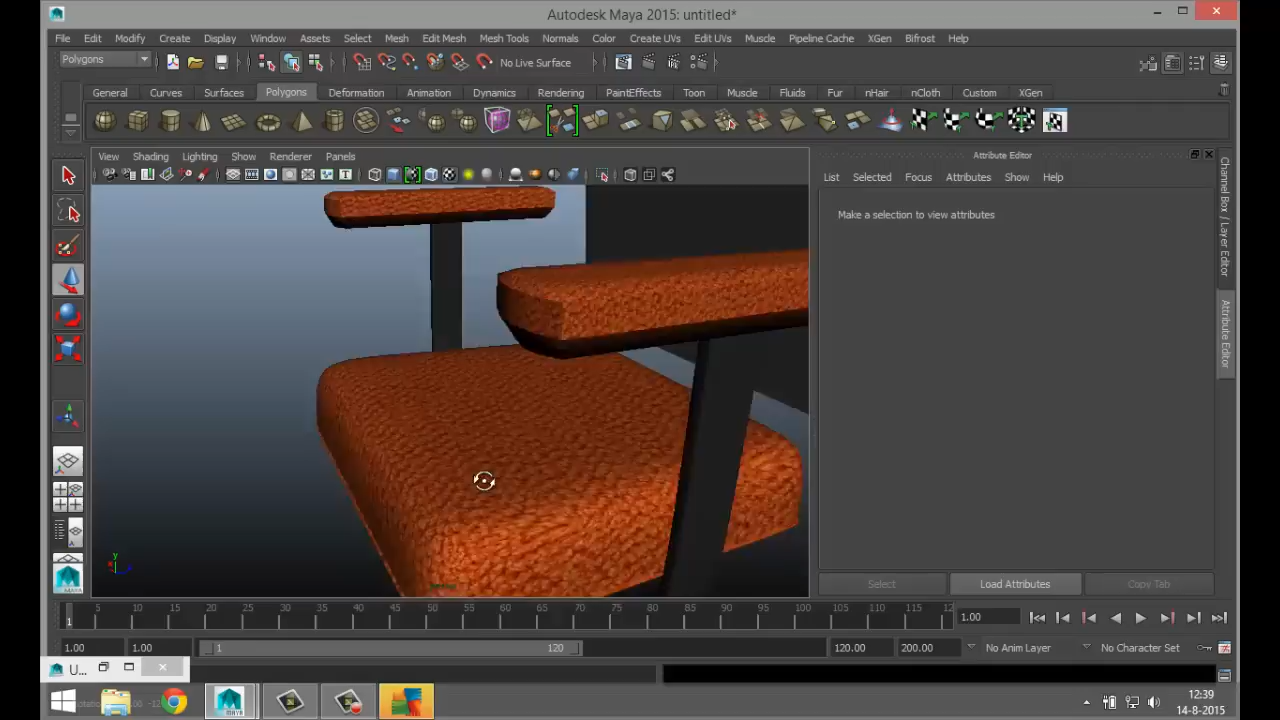 Autodesk Maya 2015: untitled*
File Edit Modify Create Display Window Assets Select Mesh Edit Mesh Mesh Tools Normals Color Create UVs Edit UVs Muscle Pipeline Cache XGen Bifrost Help
Polygons No Live Surface
General Curves Surfaces Polygons Deformation Animation Dynamics Rendering PaintEffects Toon Muscle Fluids Fur nHair nCloth Custom XGen
View Shading Lighting Show Renderer Panels
Attribute Editor
List Selected Focus Attributes Show Help
Make a selection to view attributes
Channel Box / Layer Editor
Attribute Editor
Select Load Attributes Copy Tab
5 10 15 20 25 30 35 40 45 50 55 60 65 70 75 80 85 90 95 100 105 110 115 12
1 1.00
1.00 1.00 1 120 120.00 200.00 No Anim Layer No Character Set
U...
MAYA
MAYA
12:39
14-8-2015